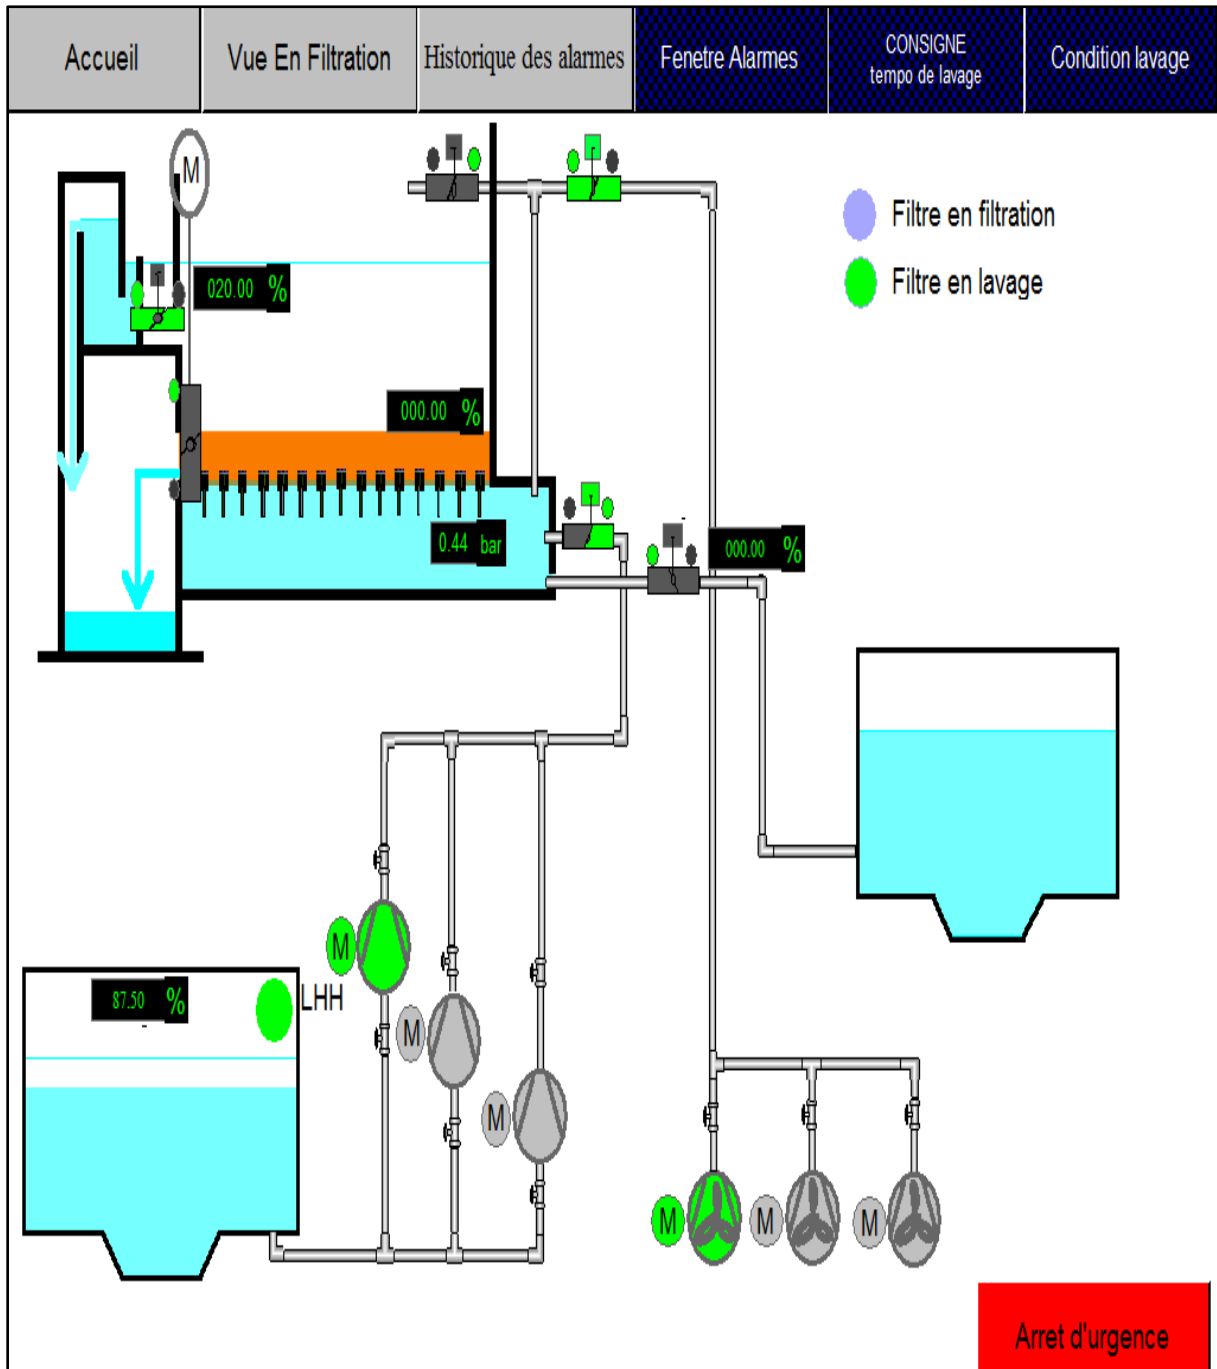 Accueil
Vue En Filtration
Historique des alarmes
Fenetre Alarmes
CONSIGNE
tempo de lavage
Condition lavage
M
Filtre en filtration
Filtre en lavage
020.00 %
000.00 %
0.44 bar
000.00 %
M
87.50 %
LHH
M
M
M
M
M
Arret d'urgence